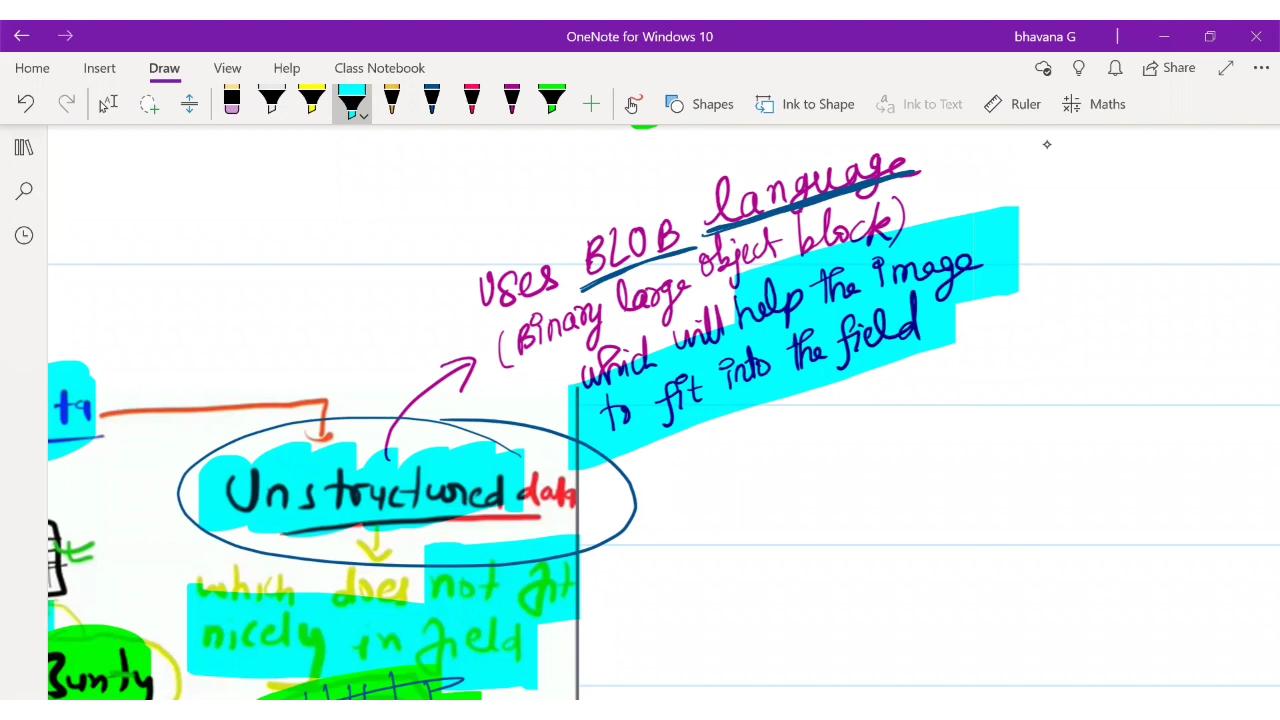 OneNote for Windows 10
bhavana G
Home Insert Draw View Help Class Notebook
Share
Shapes Ink to Shape Ink to Text Ruler Maths
Uses BLOB language
(Binary large object block)
which will help the image
to fit into the field
ta
Unstructured data
which does not fit
nicely in field
Bunty